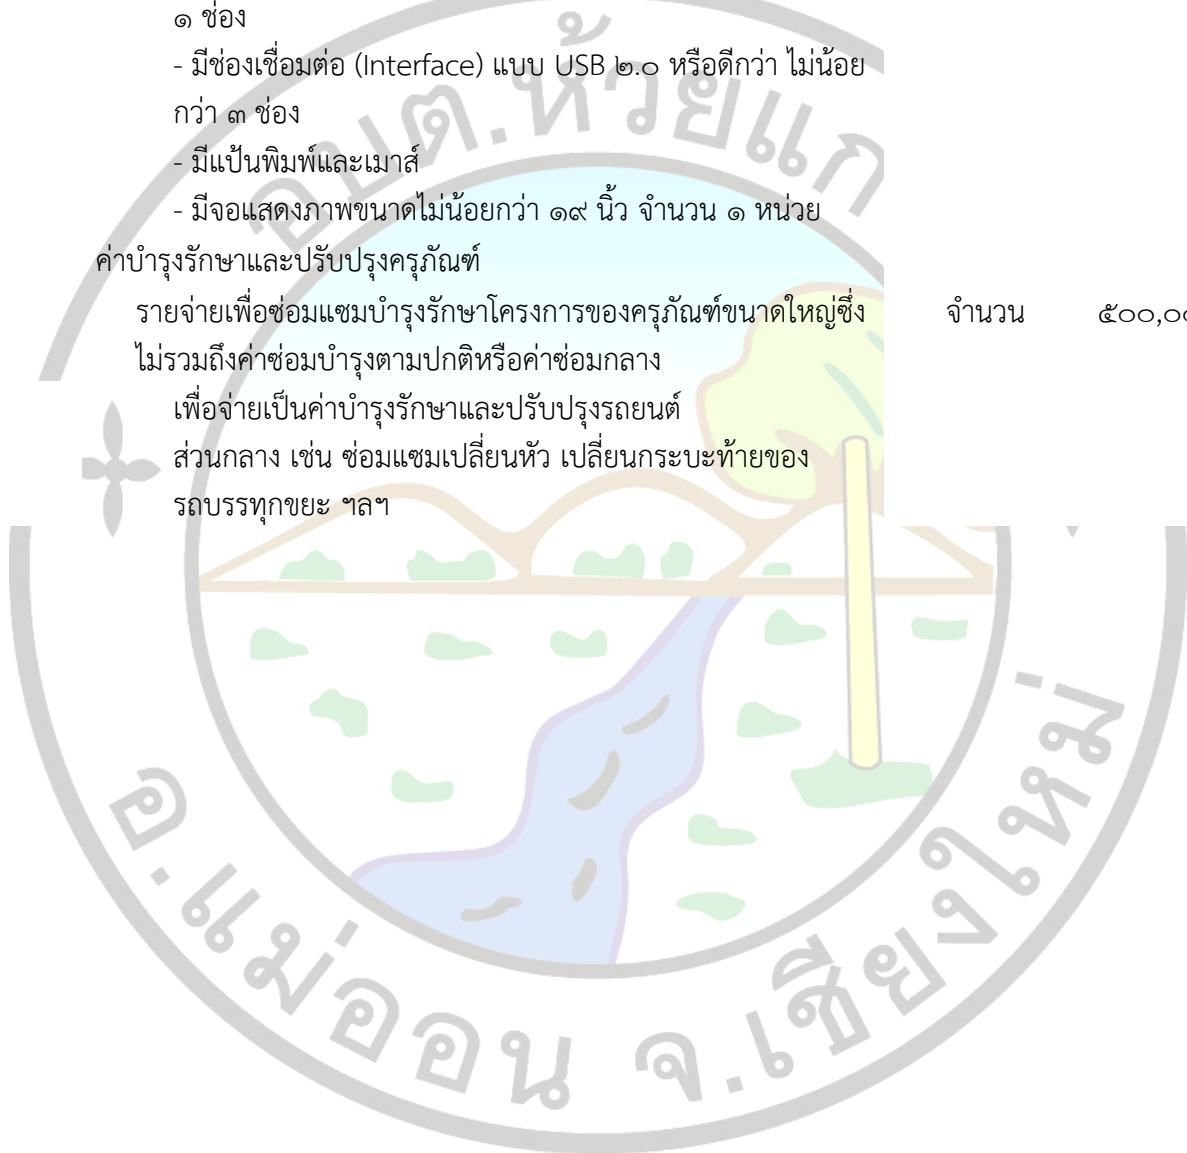 ๑ ช่อง
- มีช่องเชื่อมต่อ (Interface) แบบ USB ๒.๐ หรือดีกว่า ไม่น้อย
กว่า ๓ ช่อง
- มีแป้นพิมพ์และเมาส์
- มีจอแสดงภาพขนาดไม่น้อยกว่า ๑๙ นิ้ว จำนวน ๑ หน่วย
ค่าบำรุงรักษาและปรับปรุงครุภัณฑ์
รายจ่ายเพื่อซ่อมแซมบำรุงรักษาโครงการของครุภัณฑ์ขนาดใหญ่ซึ่ง จำนวน ๕๐๐,๐๐
ไม่รวมถึงค่าซ่อมบำรุงตามปกติหรือค่าซ่อมกลาง
เพื่อจ่ายเป็นค่าบำรุงรักษาและปรับปรุงรถยนต์
ส่วนกลาง เช่น ซ่อมแซมเปลี่ยนหัว เปลี่ยนกระบะท้ายของ
รถบรรทุกขยะ ฯลฯ
อบต.ห้วยแก
อ.แม่ออน จ.เชียงใหม่